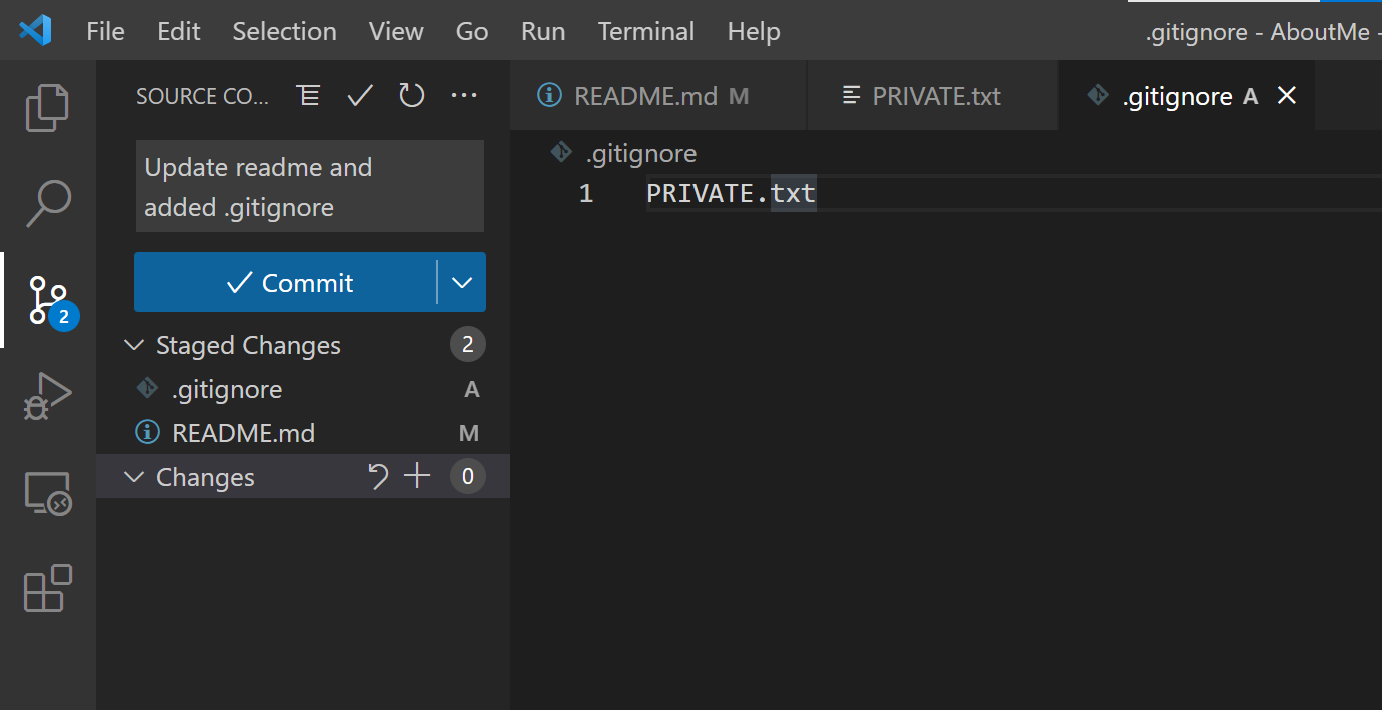 File Edit Selection View Go Run Terminal Help .gitignore - AboutMe -
SOURCE CO...
README.md M PRIVATE.txt .gitignore A
.gitignore
1 PRIVATE.txt
Update readme and
added .gitignore
Commit
2
Staged Changes 2
.gitignore A
README.md M
Changes 0